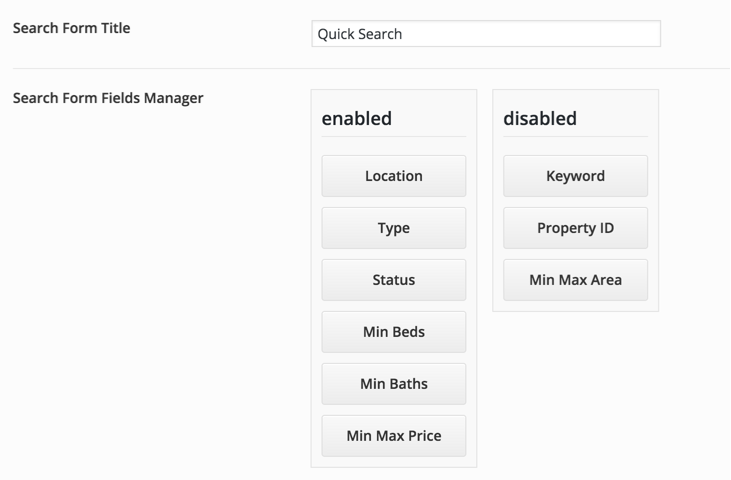 Search Form Title
Quick Search
Search Form Fields Manager
enabled
Location
Type
Status
Min Beds
Min Baths
Min Max Price
disabled
Keyword
Property ID
Min Max Area